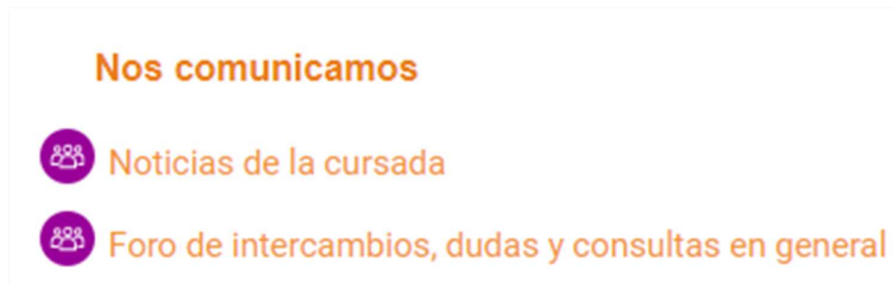 Nos comunicamos
Noticias de la cursada
Foro de intercambios, dudas y consultas en general